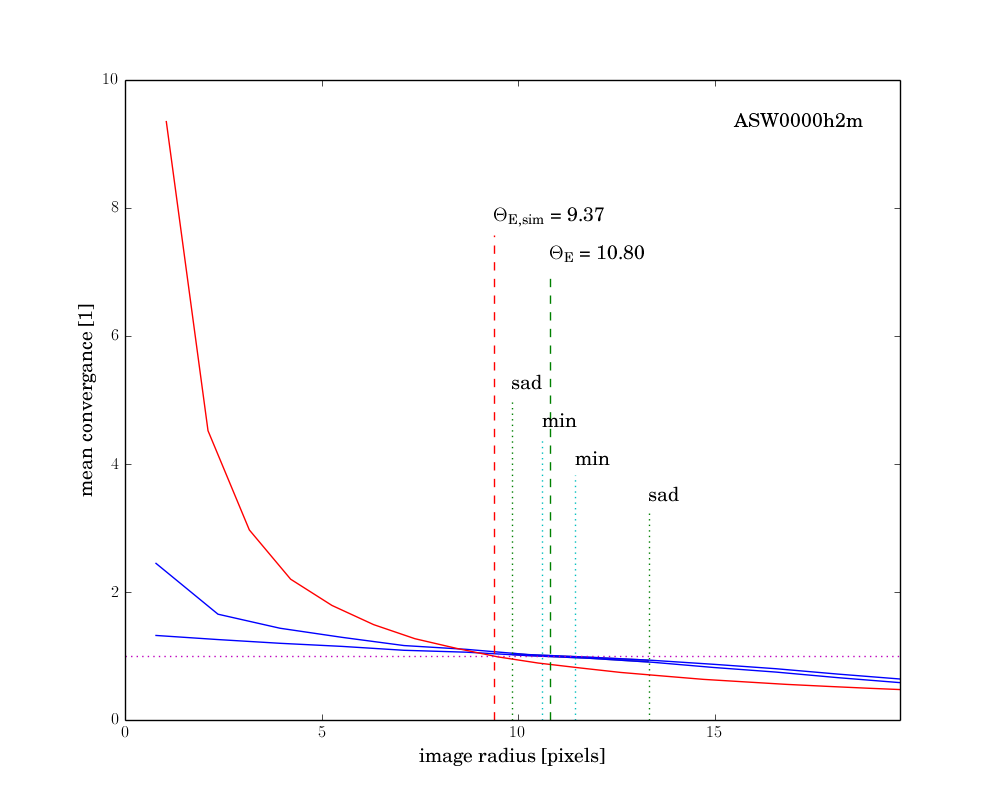 ASW0000h2m
Θ_E,sim = 9.37
Θ_E = 10.80
sad
min
min
sad
mean convergance [1]
10
8
6
4
2
0
0 5 10 15
image radius [pixels]